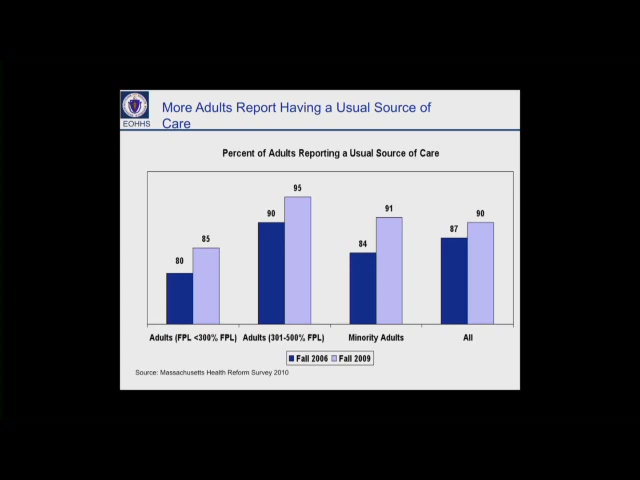 More Adults Report Having a Usual Source of
Care
EOHHS
Percent of Adults Reporting a Usual Source of Care
80
85
90
95
84
91
87
90
Adults (FPL <300% FPL)
Adults (301-500% FPL)
Minority Adults
All
Fall 2006
Fall 2009
Source: Massachusetts Health Reform Survey 2010